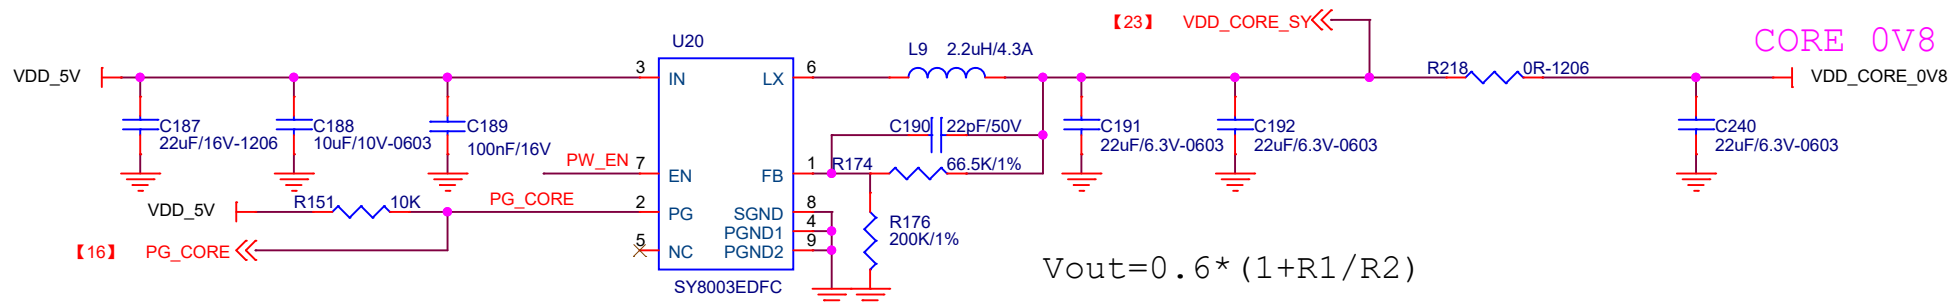 【23】 VDD_CORE_SY
CORE 0V8
U20
L9 2.2uH/4.3A
VDD_5V
3 IN
LX 6
R218 0R-1206
VDD_CORE_0V8
C187
22uF/16V-1206
C188
10uF/10V-0603
C189
100nF/16V
C190 22pF/50V
C191
22uF/6.3V-0603
C192
22uF/6.3V-0603
C240
22uF/6.3V-0603
PW_EN 7 EN
FB 1
R174 66.5K/1%
VDD_5V
R151 10K
PG_CORE 2 PG
SGND 8
PGND1 4
PGND2 9
R176
200K/1%
【16】 PG_CORE
5 NC
SY8003EDFC
Vout=0.6*(1+R1/R2)